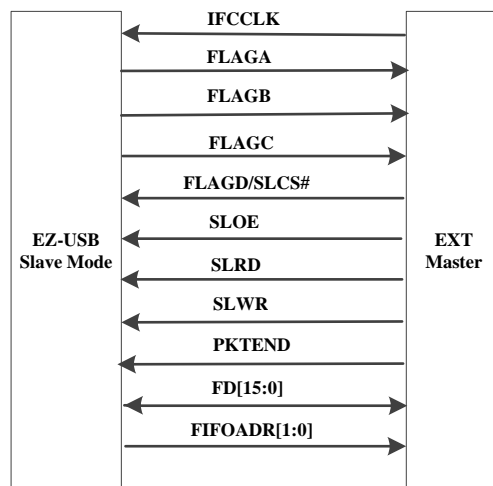 IFCCLK
FLAGA
FLAGB
FLAGC
FLAGD/SLCS#
SLOE
EZ-USB
Slave Mode
EXT
Master
SLRD
SLWR
PKTEND
FD[15:0]
FIFOADR[1:0]